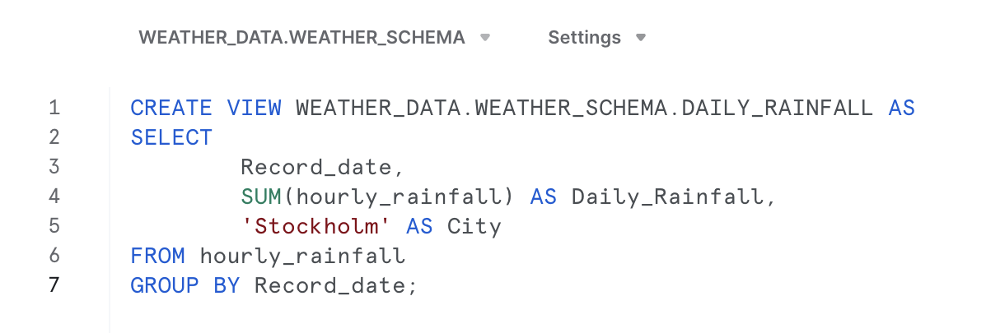 WEATHER_DATA.WEATHER_SCHEMA Settings
1 CREATE VIEW WEATHER_DATA.WEATHER_SCHEMA.DAILY_RAINFALL AS
2 SELECT
3 Record_date,
4 SUM(hourly_rainfall) AS Daily_Rainfall,
5 'Stockholm' AS City
6 FROM hourly_rainfall
7 GROUP BY Record_date;